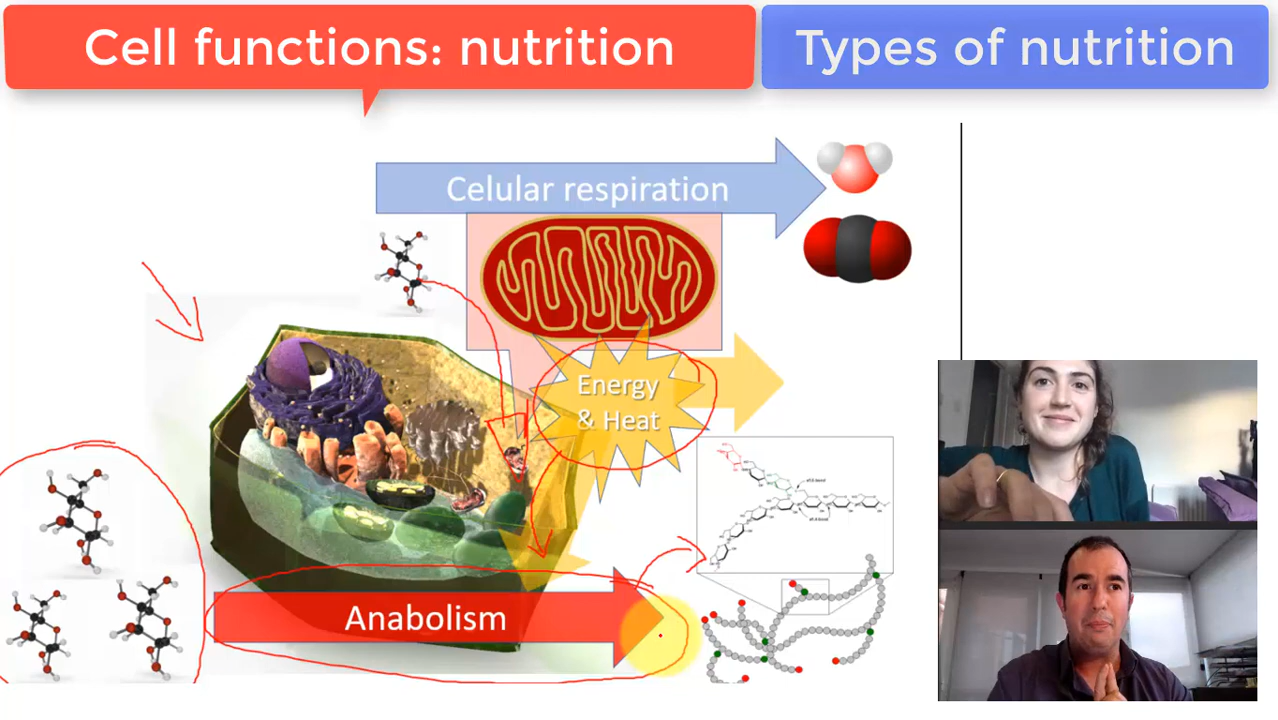 Cell functions: nutrition
Types of nutrition
Celular respiration
Energy
& Heat
Anabolism